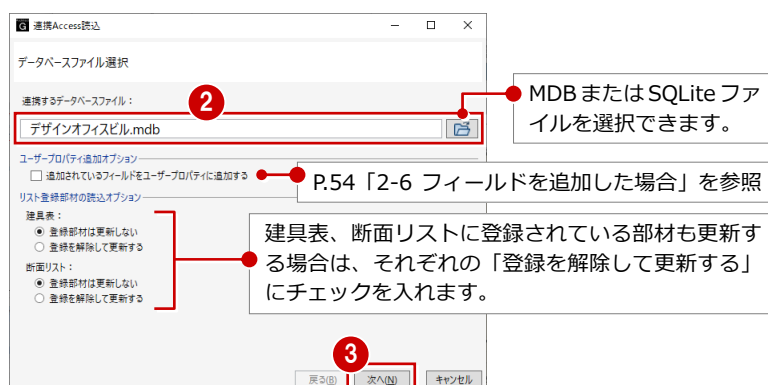 G 連携Access読込
データベースファイル選択
連携するデータベースファイル：
2
デザインオフィスビル.mdb
MDB または SQLite ファ
イルを選択できます。
ユーザープロパティ追加オプション
追加されているフィールドをユーザープロパティに追加する
P.54「2-6 フィールドを追加した場合」を参照
リスト登録部材の読込オプション
建具表：
登録部材は更新しない
登録を解除して更新する
断面リスト：
登録部材は更新しない
登録を解除して更新する
建具表、断面リストに登録されている部材も更新す
る場合は、それぞれの「登録を解除して更新する」
にチェックを入れます。
3
戻る(B) 次へ(N) キャンセル